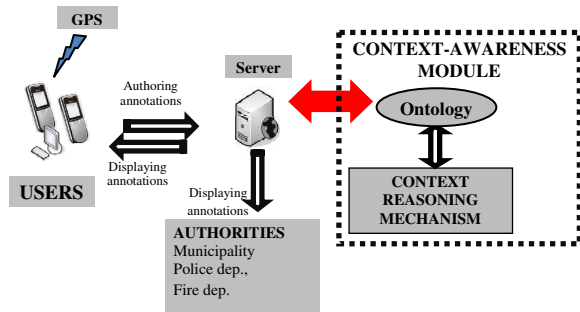 GPS
Authoring
annotations
Displaying
annotations
USERS
Server
Displaying
annotations
AUTHORITIES
Municipality
Police dep.,
Fire dep.
CONTEXT-AWARENESS
MODULE
Ontology
CONTEXT
REASONING
MECHANISM